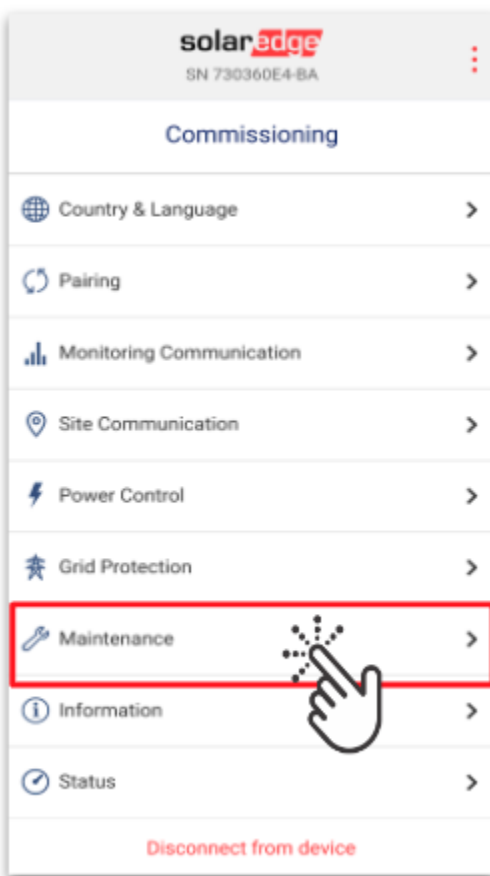 solaredge
SN 730360E4-BA
Commissioning
Country & Language
Pairing
Monitoring Communication
Site Communication
Power Control
Grid Protection
Maintenance
Information
Status
Disconnect from device